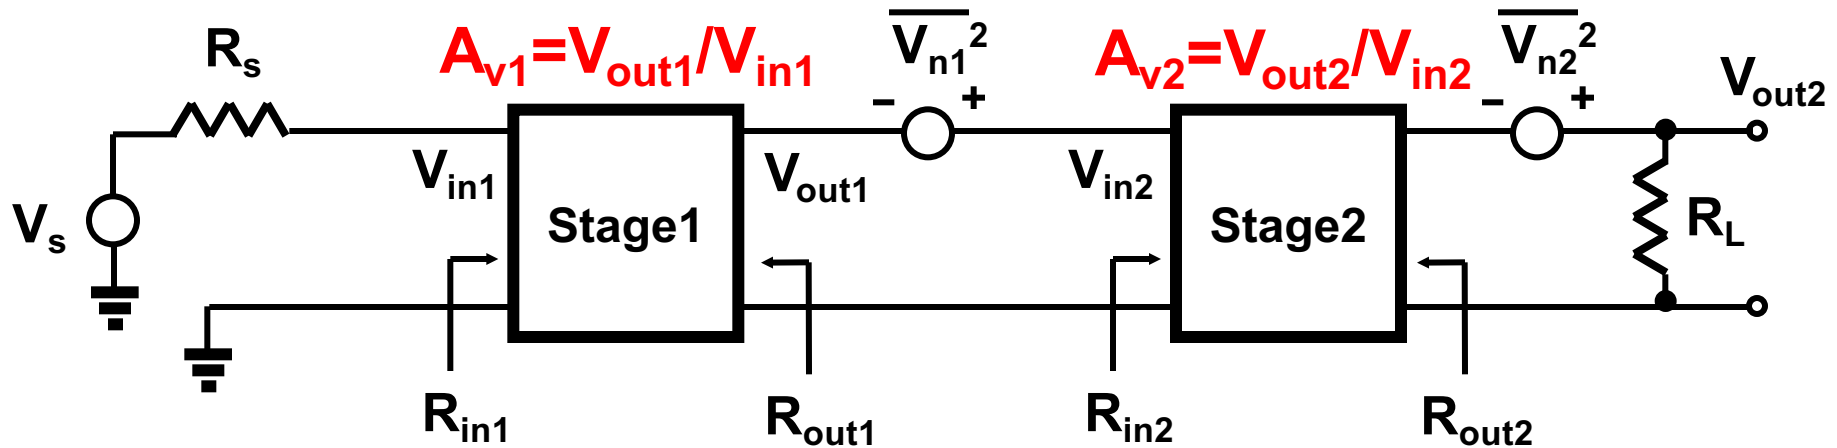 Rs
Av1=Vout1/Vin1
Vn1²
Av2=Vout2/Vin2
Vn2²
Vout2
- +
- +
Vin1
Vout1
Vin2
Vs
Stage1
Stage2
RL
Rin1
Rout1
Rin2
Rout2